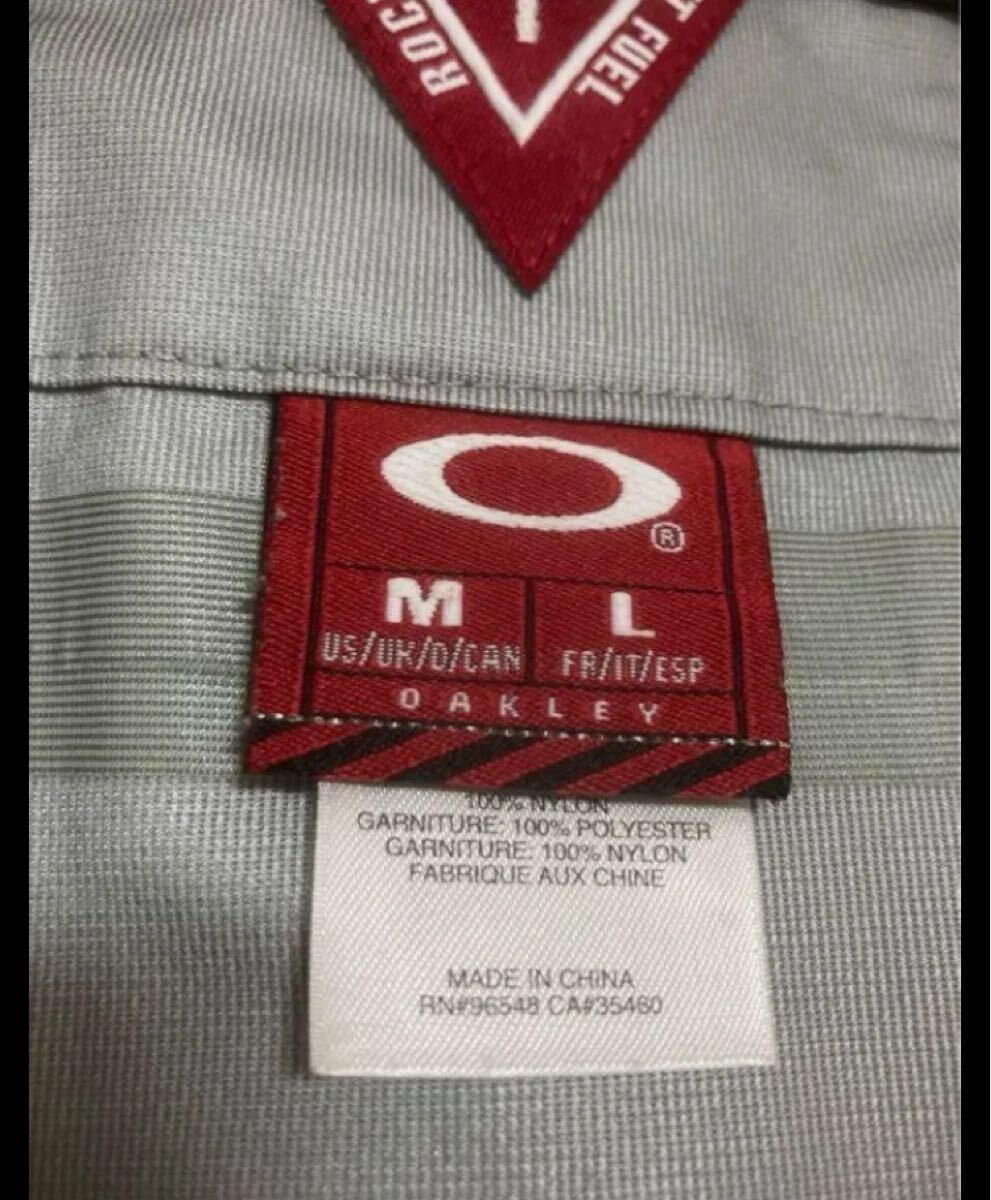 T FUEL
®
M L
US/UK/D/CAN FR/IT/ESP
OAKLEY
100% NYLON
GARNITURE: 100% POLYESTER
GARNITURE: 100% NYLON
FABRIQUE AUX CHINE
MADE IN CHINA
RN#96548 CA#35460